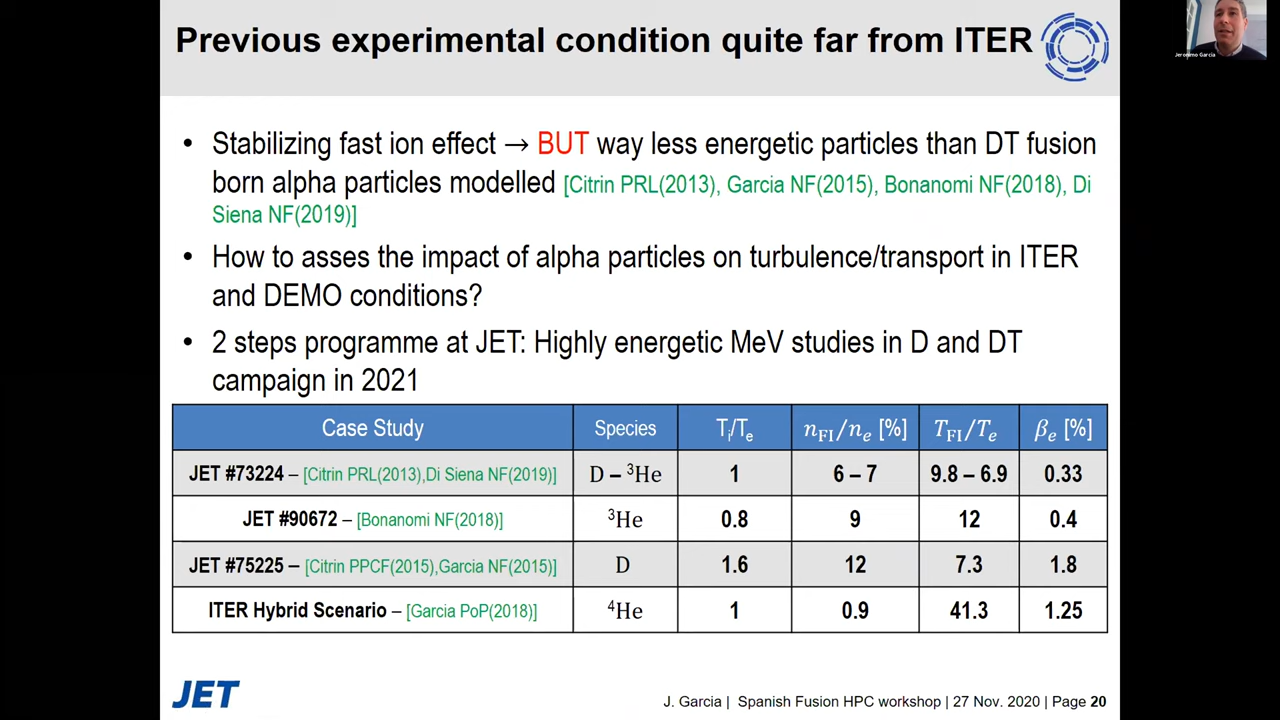 Previous experimental condition quite far from ITER
Jeronimo Garcia
• Stabilizing fast ion effect → BUT way less energetic particles than DT fusion
born alpha particles modelled [Citrin PRL(2013), Garcia NF(2015), Bonanomi NF(2018), Di
Siena NF(2019)]
• How to asses the impact of alpha particles on turbulence/transport in ITER
and DEMO conditions?
• 2 steps programme at JET: Highly energetic MeV studies in D and DT
campaign in 2021
Case Study Species Ti/Te nFI/ne [%] TFI/Te βe [%]
JET #73224 – [Citrin PRL(2013),Di Siena NF(2019)] D – ³He 1 6 – 7 9.8 – 6.9 0.33
JET #90672 – [Bonanomi NF(2018)] ³He 0.8 9 12 0.4
JET #75225 – [Citrin PPCF(2015),Garcia NF(2015)] D 1.6 12 7.3 1.8
ITER Hybrid Scenario – [Garcia PoP(2018)] ⁴He 1 0.9 41.3 1.25
JET
J. Garcia | Spanish Fusion HPC workshop | 27 Nov. 2020 | Page 20